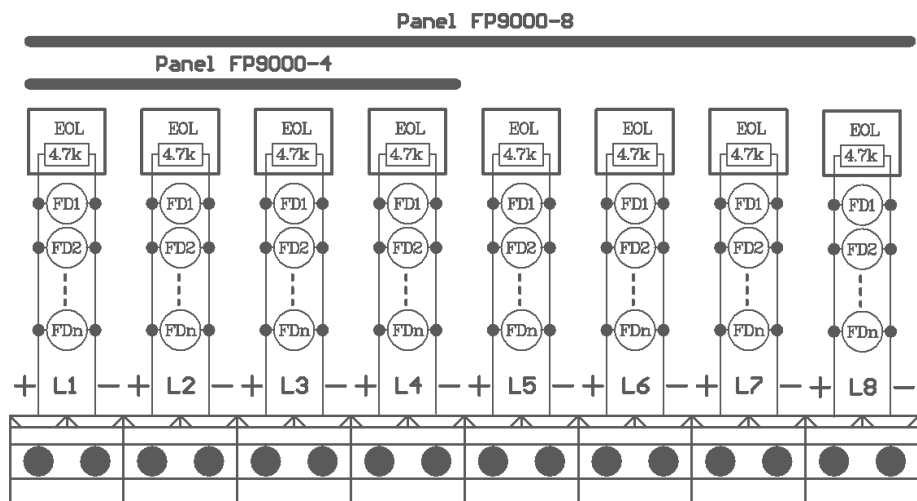 Panel FP9000-8
Panel FP9000-4
EOL EOL EOL EOL EOL EOL EOL EOL
4.7k 4.7k 4.7k 4.7k 4.7k 4.7k 4.7k 4.7k
FD1 FD1 FD1 FD1 FD1 FD1 FD1 FD1
FD2 FD2 FD2 FD2 FD2 FD2 FD2 FD2
FDn FDn FDn FDn FDn FDn FDn FDn
+ L1 - + L2 - + L3 - + L4 - + L5 - + L6 - + L7 - + L8 -